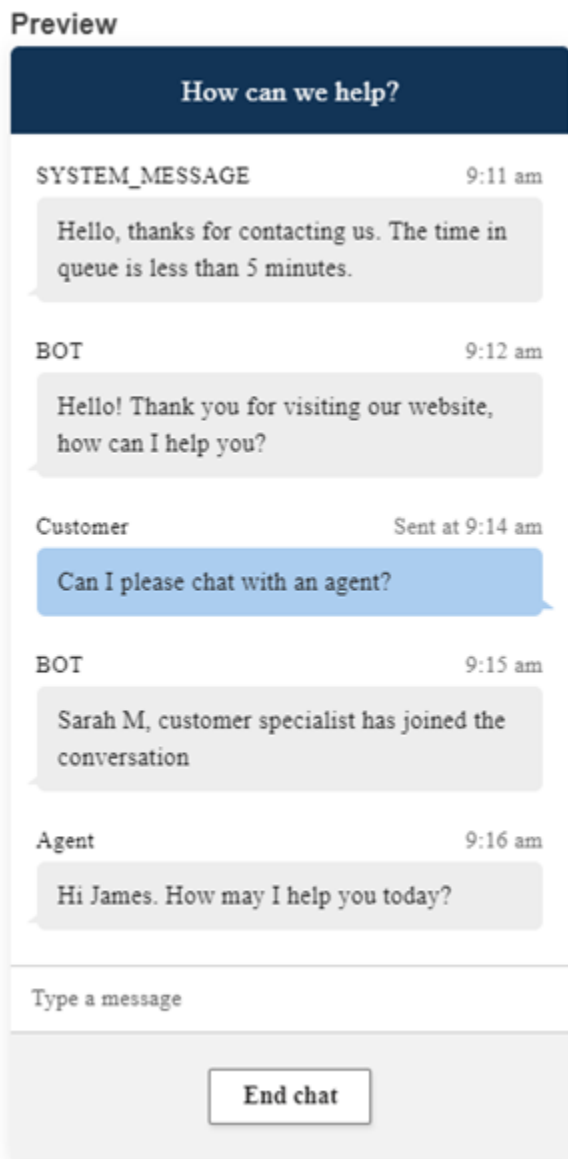 Preview
How can we help?
SYSTEM_MESSAGE 9:11 am
Hello, thanks for contacting us. The time in
queue is less than 5 minutes.
BOT 9:12 am
Hello! Thank you for visiting our website,
how can I help you?
Customer Sent at 9:14 am
Can I please chat with an agent?
BOT 9:15 am
Sarah M, customer specialist has joined the
conversation
Agent 9:16 am
Hi James. How may I help you today?
Type a message
End chat